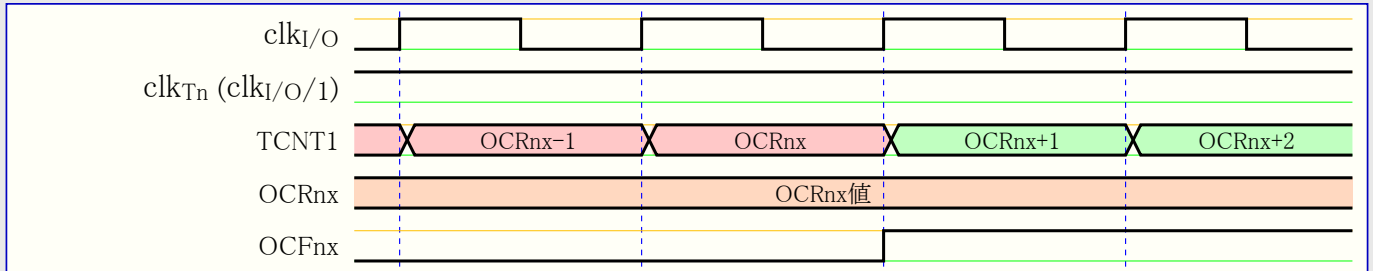 clkI/O
clkTn (clkI/O/1)
TCNT1 OCRnx-1 OCRnx OCRnx+1 OCRnx+2
OCRnx OCRnx値
OCFnx